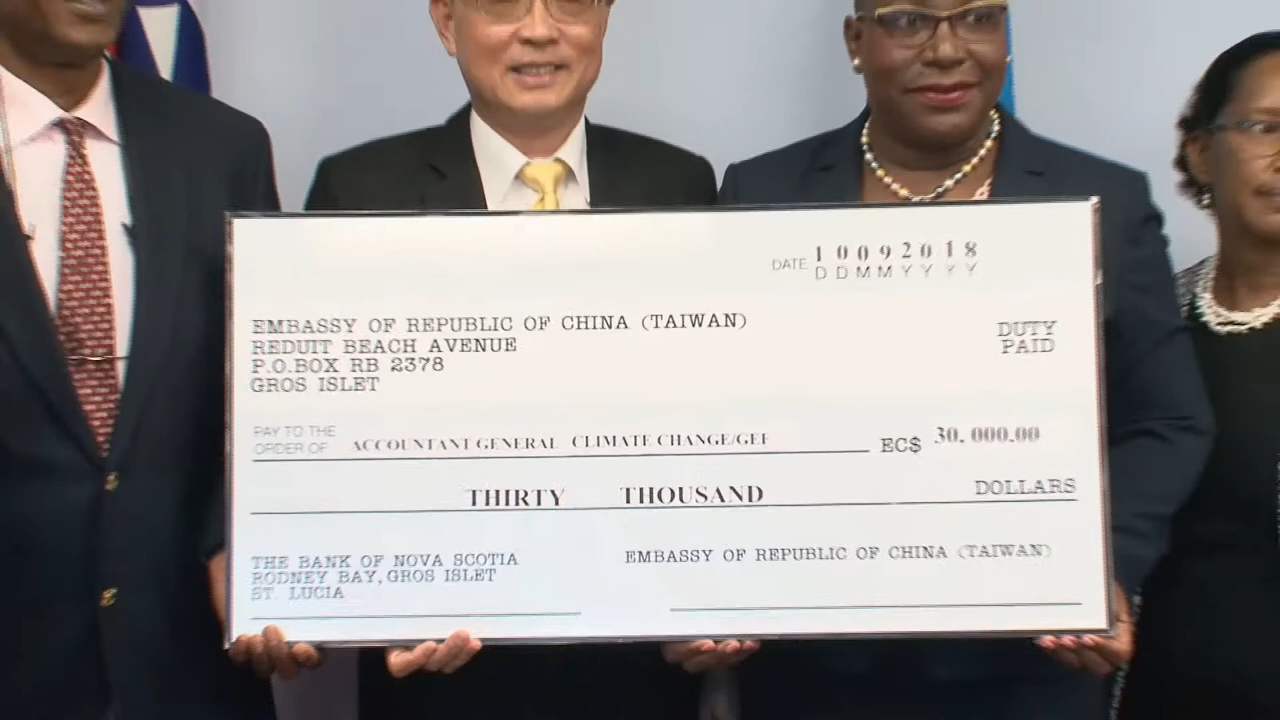 DATE 10092018
DDMMYYYY
EMBASSY OF REPUBLIC OF CHINA (TAIWAN)
REDUIT BEACH AVENUE
P.O.BOX RB 2378
GROS ISLET
DUTY
PAID
PAY TO THE
ORDER OF ACCOUNTANT GENERAL CLIMATE CHANGE/GEF EC$ 30. 000.00
THIRTY THOUSAND DOLLARS
THE BANK OF NOVA SCOTIA
RODNEY BAY, GROS ISLET
ST. LUCIA
EMBASSY OF REPUBLIC OF CHINA (TAIWAN)